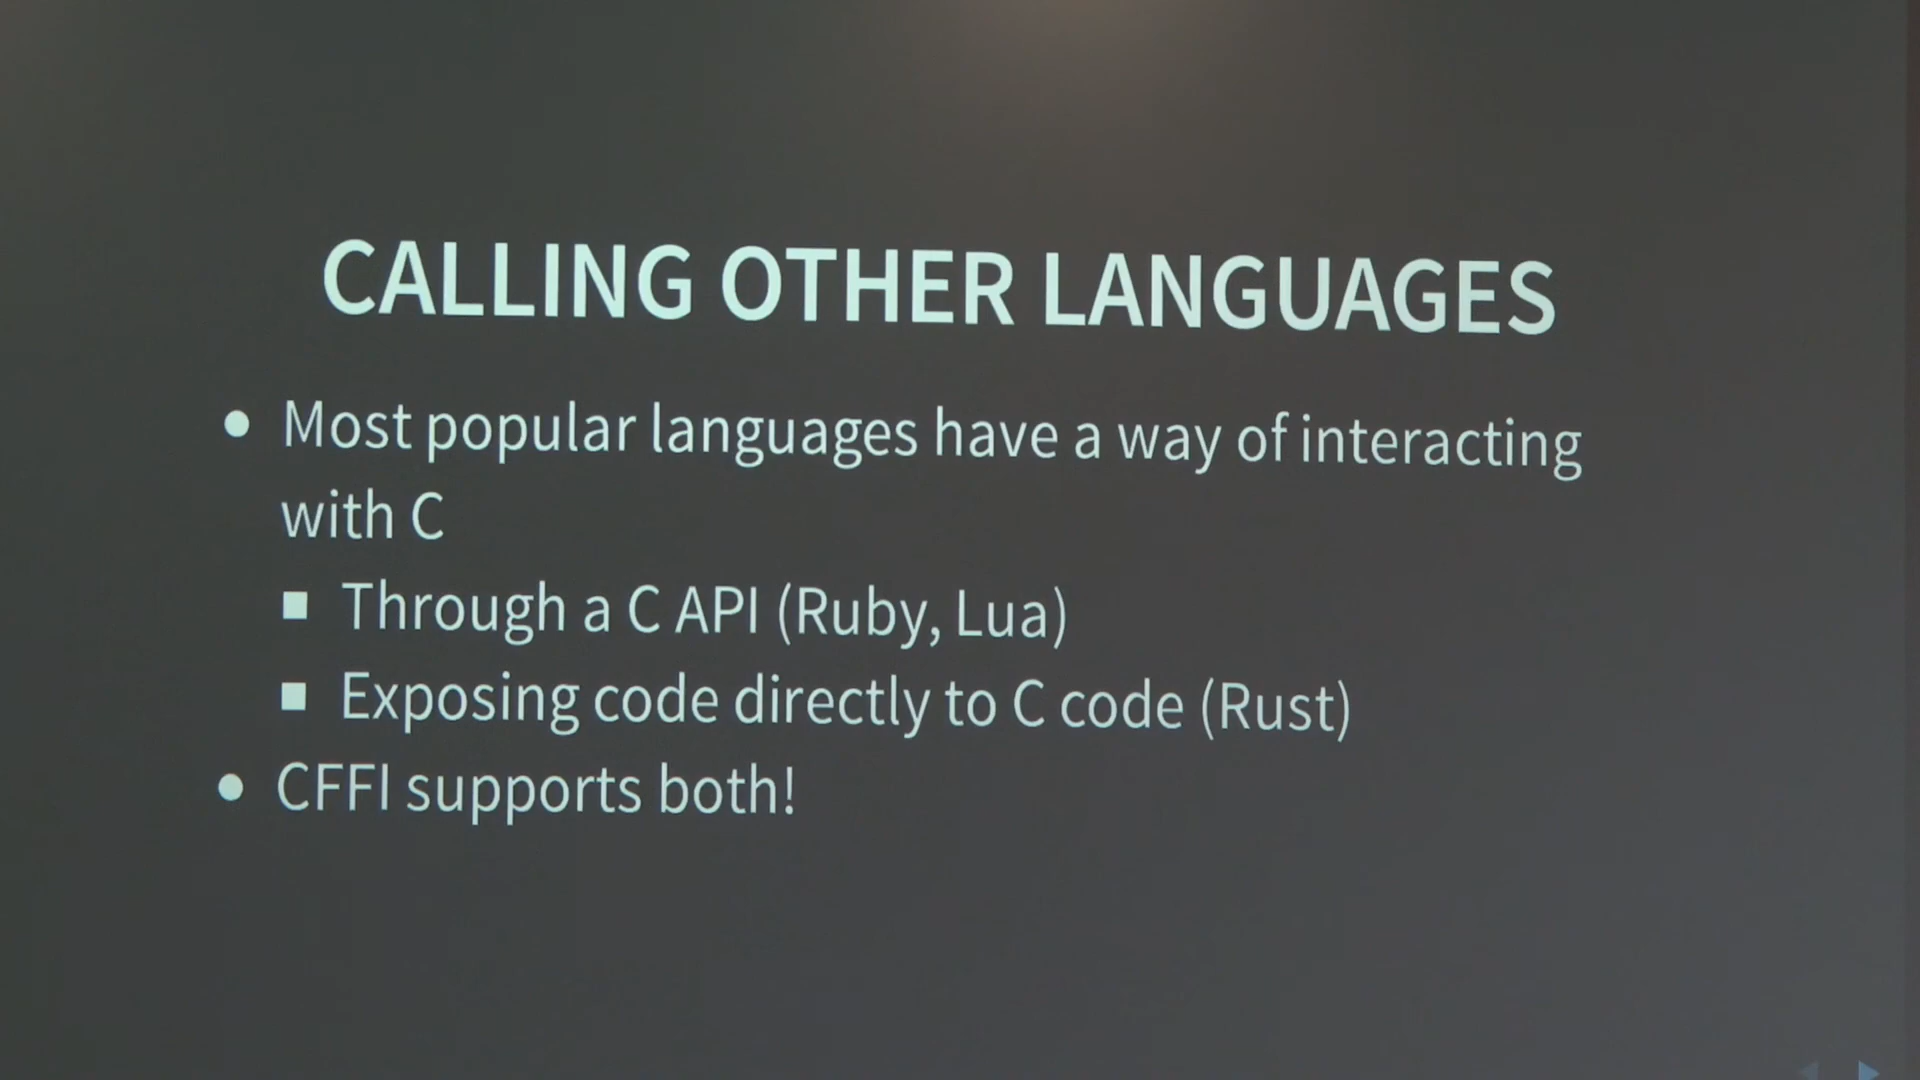 CALLING OTHER LANGUAGES
• Most popular languages have a way of interacting
with C
▪ Through a C API (Ruby, Lua)
▪ Exposing code directly to C code (Rust)
• CFFI supports both!